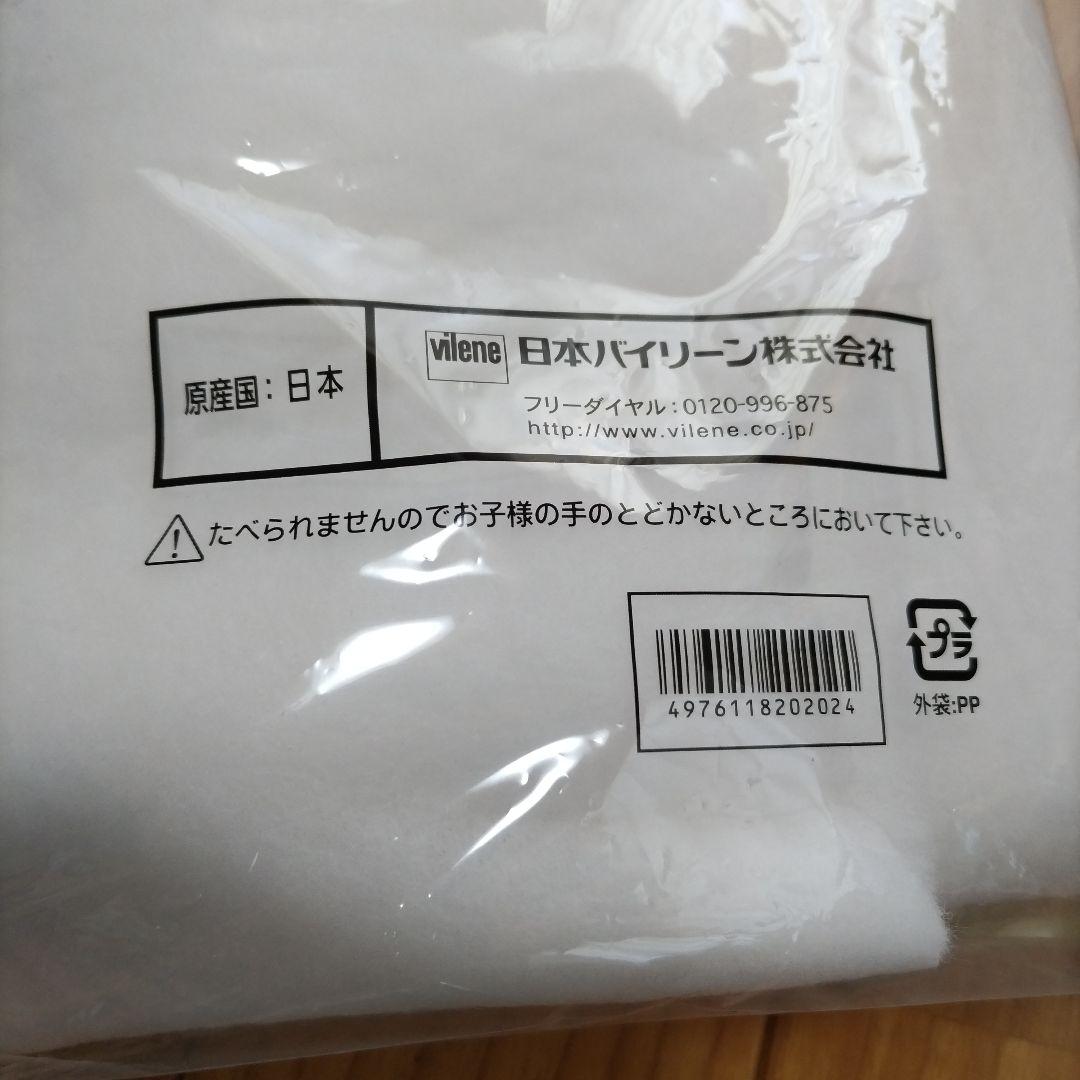 原産国：日本
vilene 日本バイリーン株式会社
フリーダイヤル：0120-996-875
http://www.vilene.co.jp/
たべられませんのでお子様の手のとどかないところにおいて下さい。
4976118202024
プラ
外袋:PP